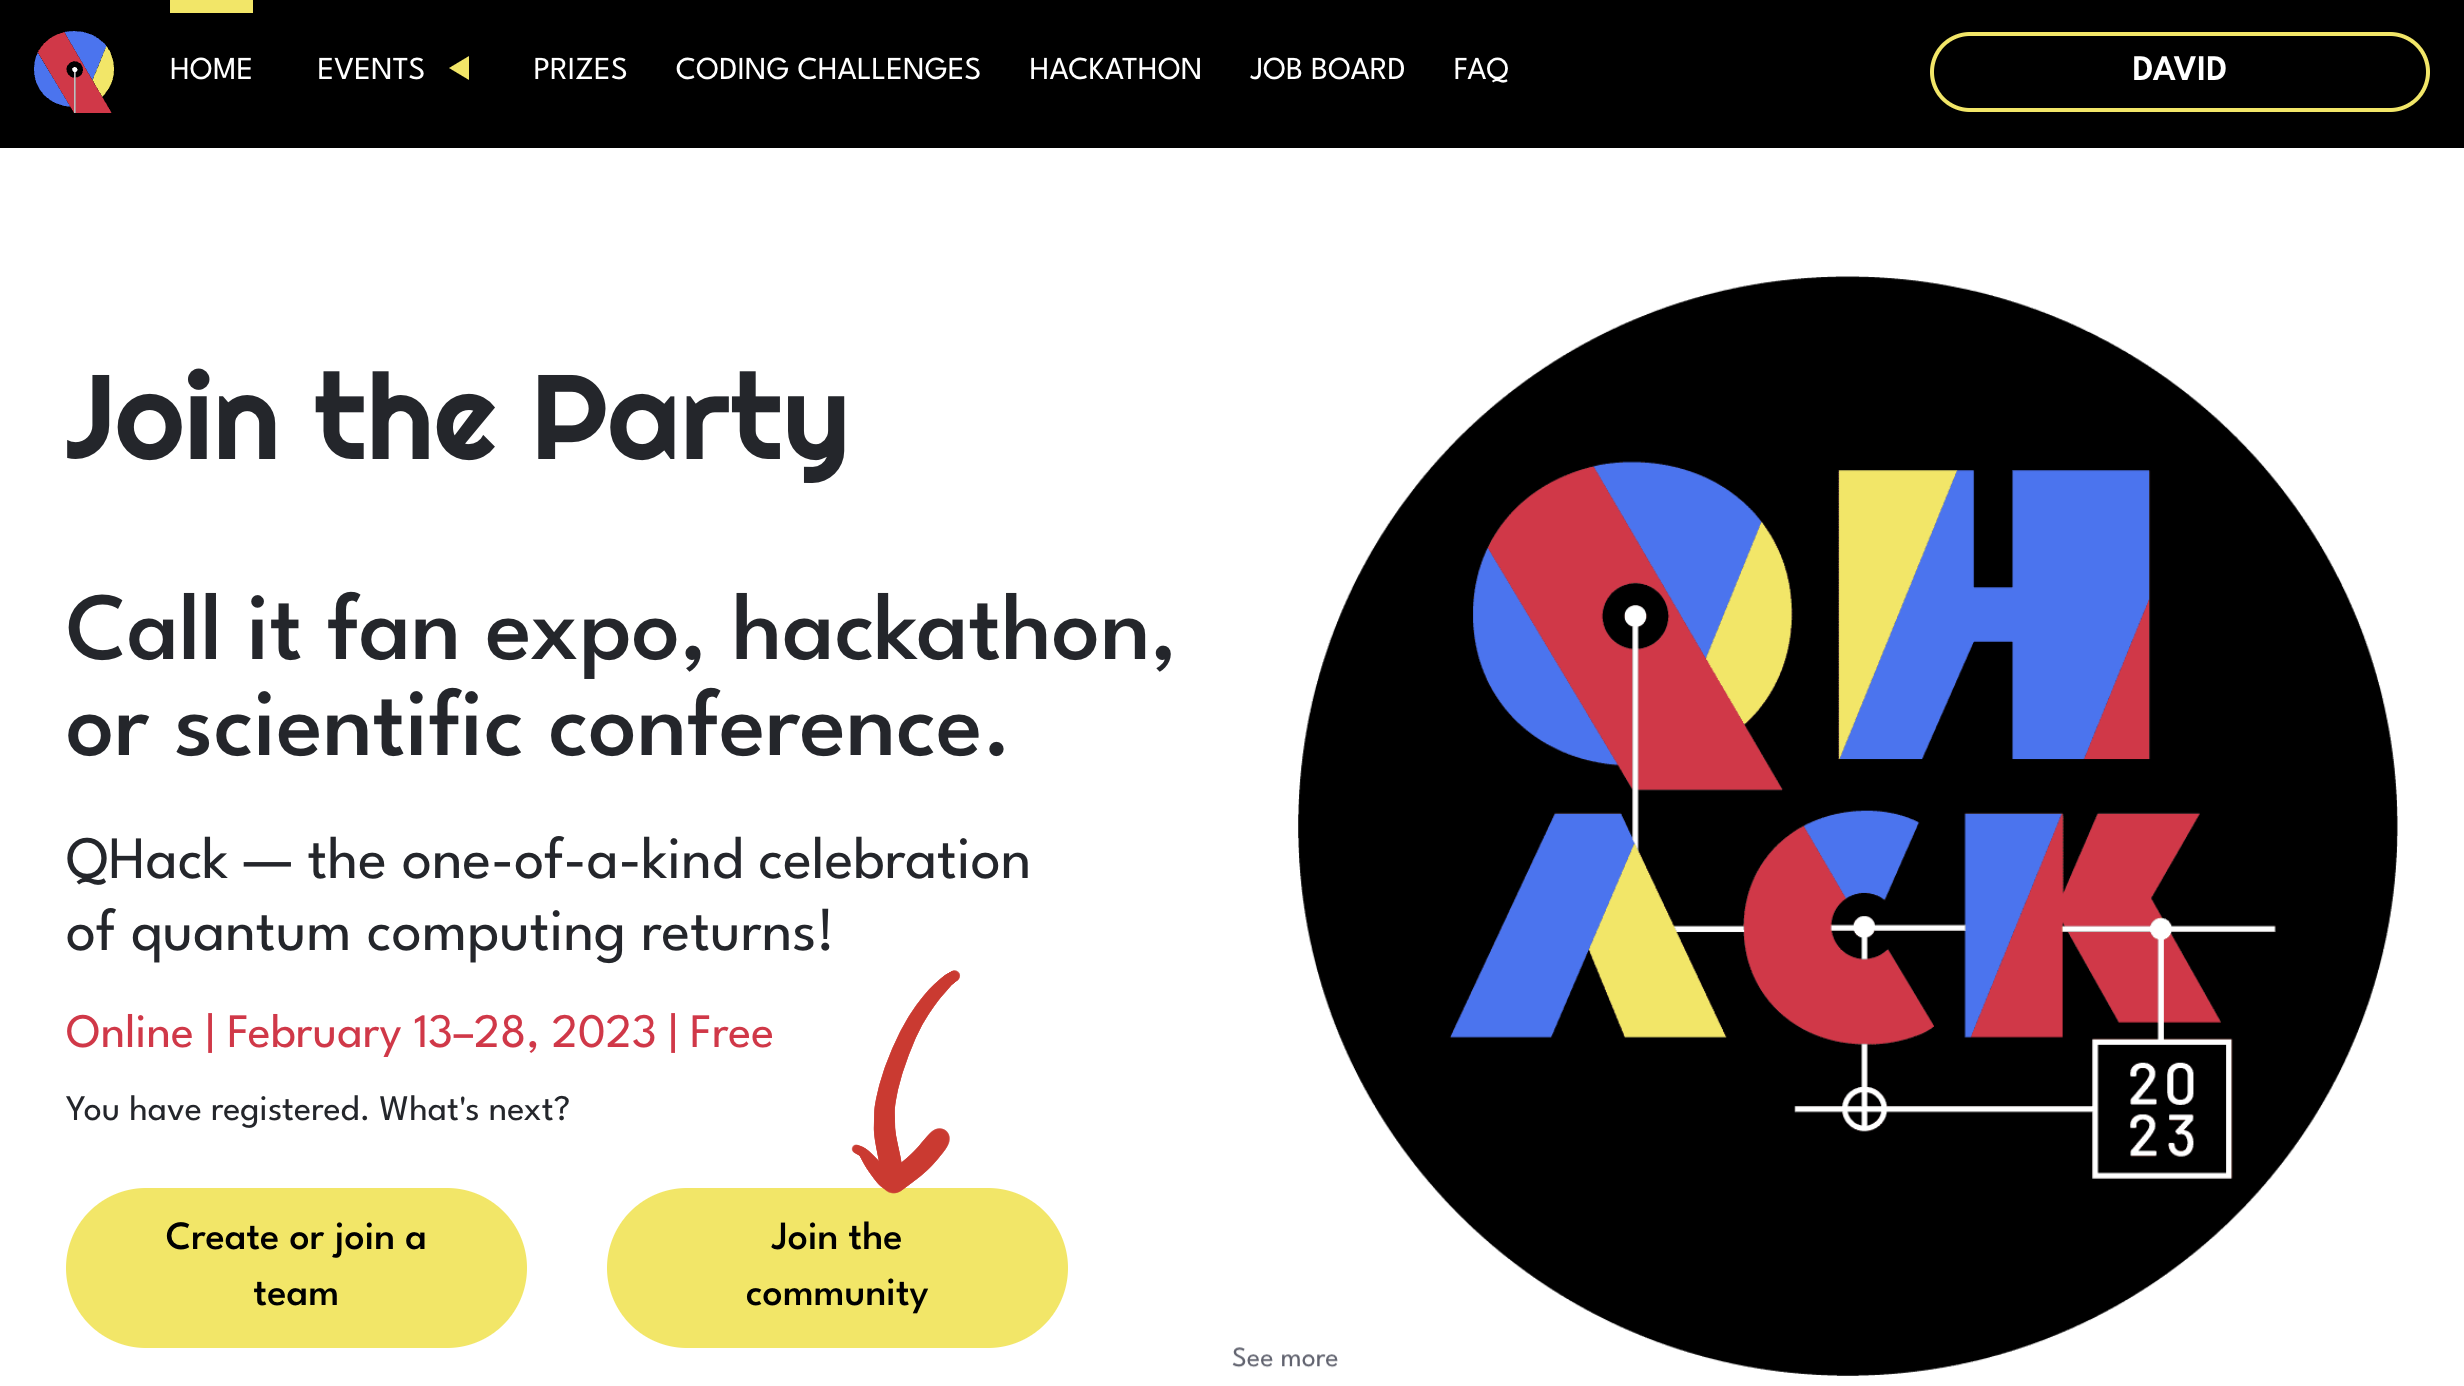 HOME EVENTS PRIZES CODING CHALLENGES HACKATHON JOB BOARD FAQ DAVID
Join the Party
Call it fan expo, hackathon,
or scientific conference.
QHack — the one-of-a-kind celebration
of quantum computing returns!
Online | February 13–28, 2023 | Free
You have registered. What's next?
Create or join a
team
Join the
community
See more
QH
ACK
20
23